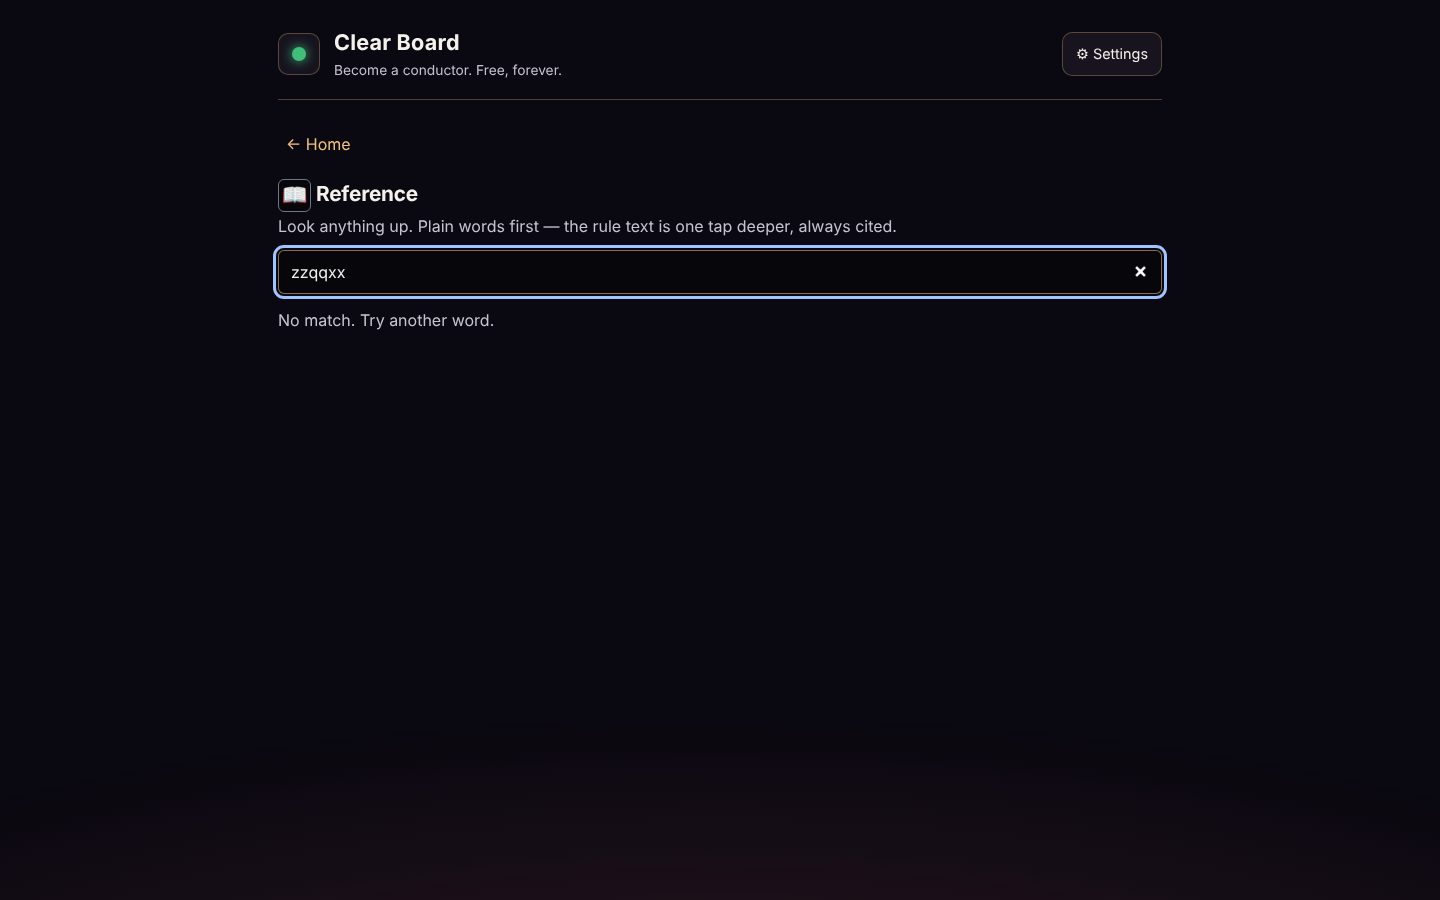 Clear Board
Become a conductor. Free, forever.
⚙ Settings
← Home
📖 Reference
Look anything up. Plain words first — the rule text is one tap deeper, always cited.
zzqqxx
No match. Try another word.